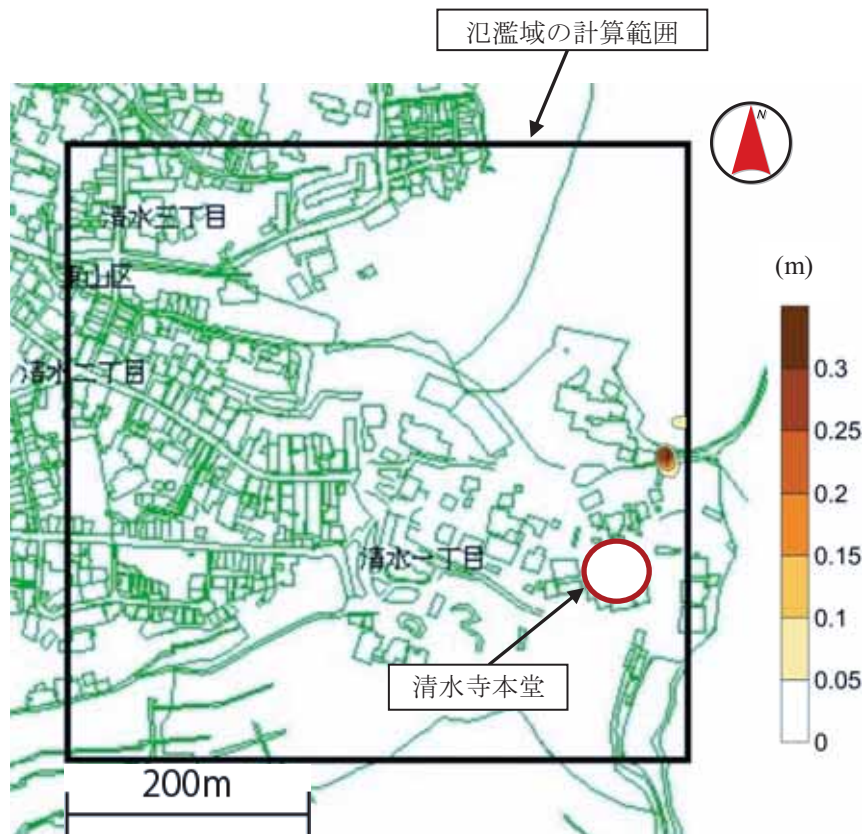 氾濫域の計算範囲
N
清水三丁目
(m)
東山区
清水二丁目
0.3
0.25
0.2
0.15
清水一丁目
0.1
0.05
清水寺本堂
0
200m